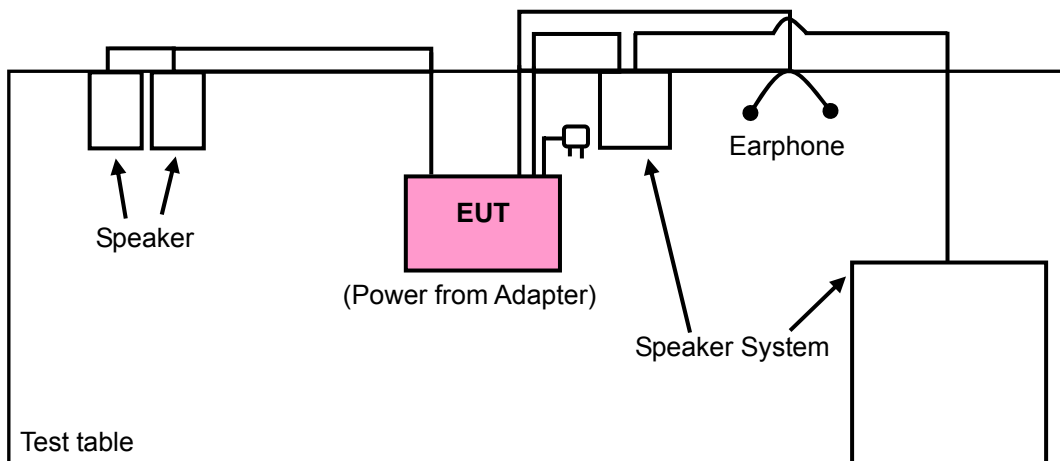 Earphone
EUT
Speaker
(Power from Adapter)
Speaker System
Test table